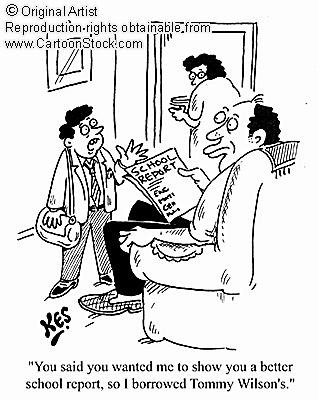 © Original Artist
Reproduction rights obtainable from
www.CartoonStock.com
SCHOOL
REPORT
ENG
KES
"You said you wanted me to show you a better
school report, so I borrowed Tommy Wilson's."